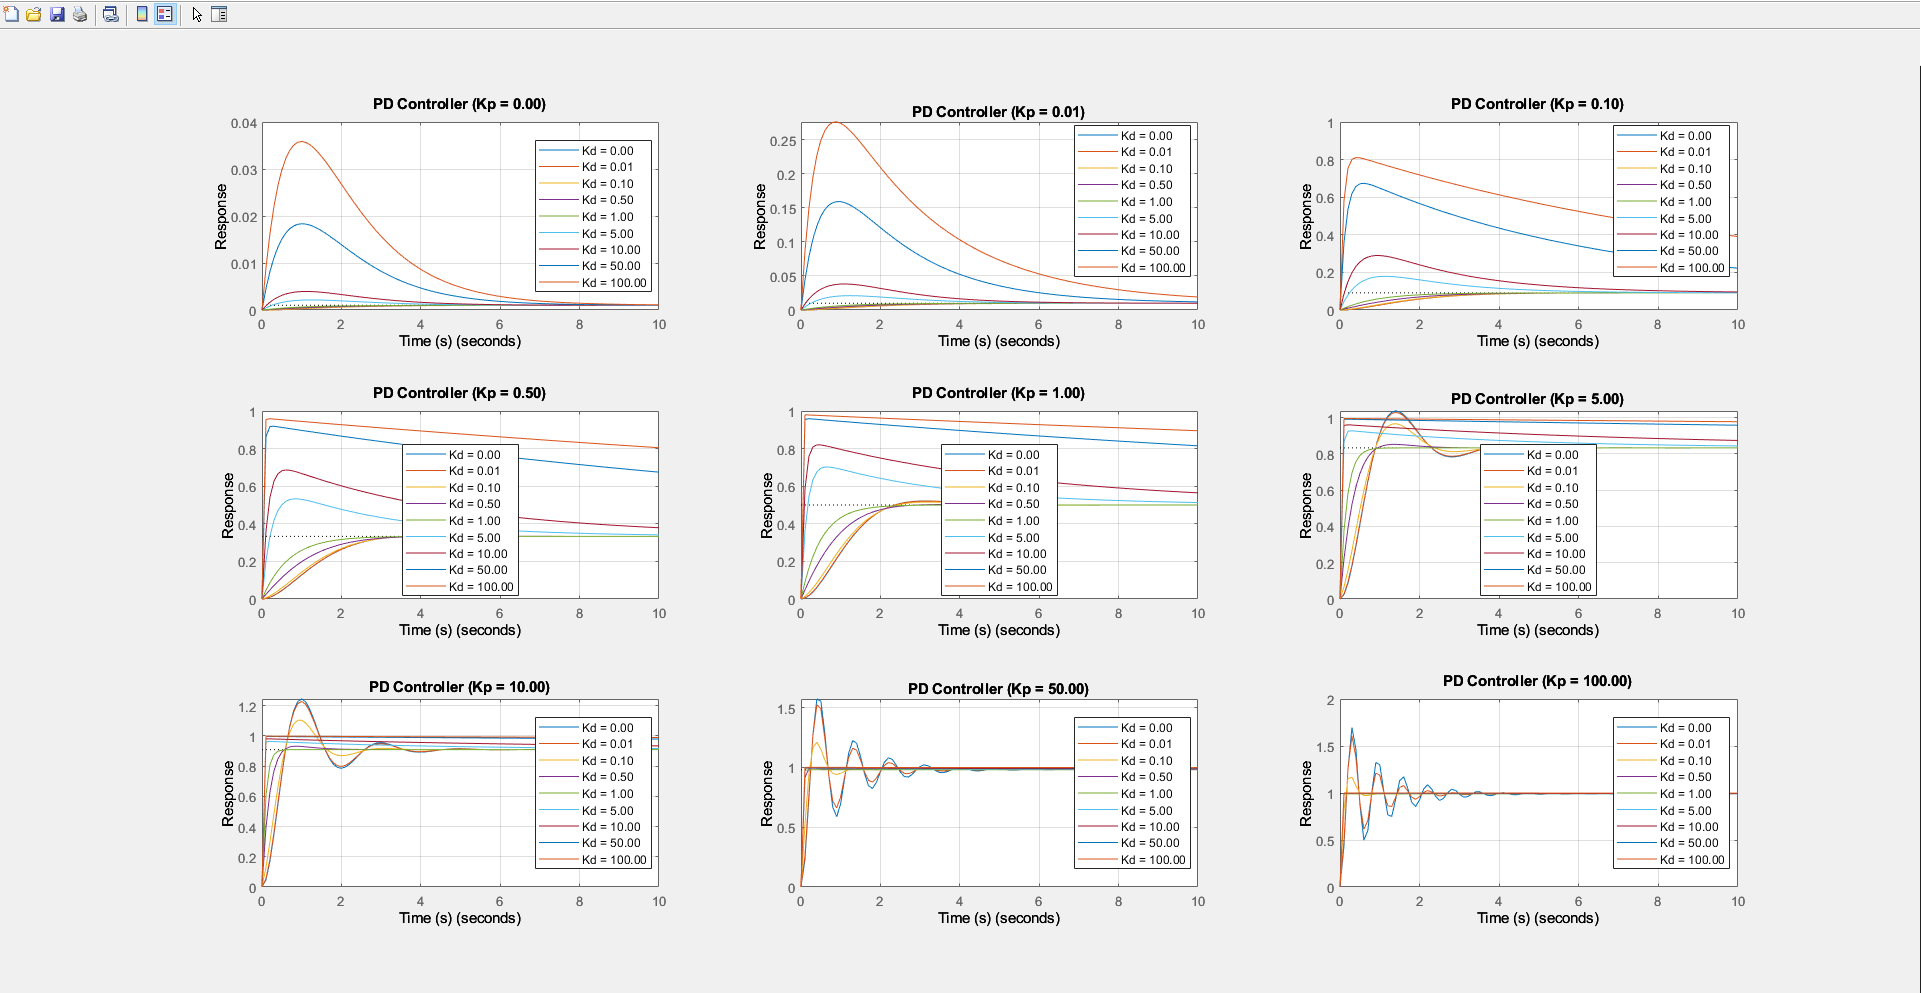 PD Controller (Kp = 0.00)
0.04
0.03
0.02
0.01
0
Response
0 2 4 6 8 10
Time (s) (seconds)
Kd = 0.00
Kd = 0.01
Kd = 0.10
Kd = 0.50
Kd = 1.00
Kd = 5.00
Kd = 10.00
Kd = 50.00
Kd = 100.00
PD Controller (Kp = 0.01)
0.25
0.2
0.15
0.1
0.05
0
Response
0 2 4 6 8 10
Time (s) (seconds)
Kd = 0.00
Kd = 0.01
Kd = 0.10
Kd = 0.50
Kd = 1.00
Kd = 5.00
Kd = 10.00
Kd = 50.00
Kd = 100.00
PD Controller (Kp = 0.10)
1
0.8
0.6
0.4
0.2
0
Response
0 2 4 6 8 10
Time (s) (seconds)
Kd = 0.00
Kd = 0.01
Kd = 0.10
Kd = 0.50
Kd = 1.00
Kd = 5.00
Kd = 10.00
Kd = 50.00
Kd = 100.00
PD Controller (Kp = 0.50)
1
0.8
0.6
0.4
0.2
0
Response
0 2 4 6 8 10
Time (s) (seconds)
Kd = 0.00
Kd = 0.01
Kd = 0.10
Kd = 0.50
Kd = 1.00
Kd = 5.00
Kd = 10.00
Kd = 50.00
Kd = 100.00
PD Controller (Kp = 1.00)
1
0.8
0.6
0.4
0.2
0
Response
0 2 4 6 8 10
Time (s) (seconds)
Kd = 0.00
Kd = 0.01
Kd = 0.10
Kd = 0.50
Kd = 1.00
Kd = 5.00
Kd = 10.00
Kd = 50.00
Kd = 100.00
PD Controller (Kp = 5.00)
1
0.8
0.6
0.4
0.2
0
Response
0 2 4 6 8 10
Time (s) (seconds)
Kd = 0.00
Kd = 0.01
Kd = 0.10
Kd = 0.50
Kd = 1.00
Kd = 5.00
Kd = 10.00
Kd = 50.00
Kd = 100.00
PD Controller (Kp = 10.00)
1.2
1
0.8
0.6
0.4
0.2
0
Response
0 2 4 6 8 10
Time (s) (seconds)
Kd = 0.00
Kd = 0.01
Kd = 0.10
Kd = 0.50
Kd = 1.00
Kd = 5.00
Kd = 10.00
Kd = 50.00
Kd = 100.00
PD Controller (Kp = 50.00)
1.5
1
0.5
0
Response
0 2 4 6 8 10
Time (s) (seconds)
Kd = 0.00
Kd = 0.01
Kd = 0.10
Kd = 0.50
Kd = 1.00
Kd = 5.00
Kd = 10.00
Kd = 50.00
Kd = 100.00
PD Controller (Kp = 100.00)
2
1.5
1
0.5
0
Response
0 2 4 6 8 10
Time (s) (seconds)
Kd = 0.00
Kd = 0.01
Kd = 0.10
Kd = 0.50
Kd = 1.00
Kd = 5.00
Kd = 10.00
Kd = 50.00
Kd = 100.00